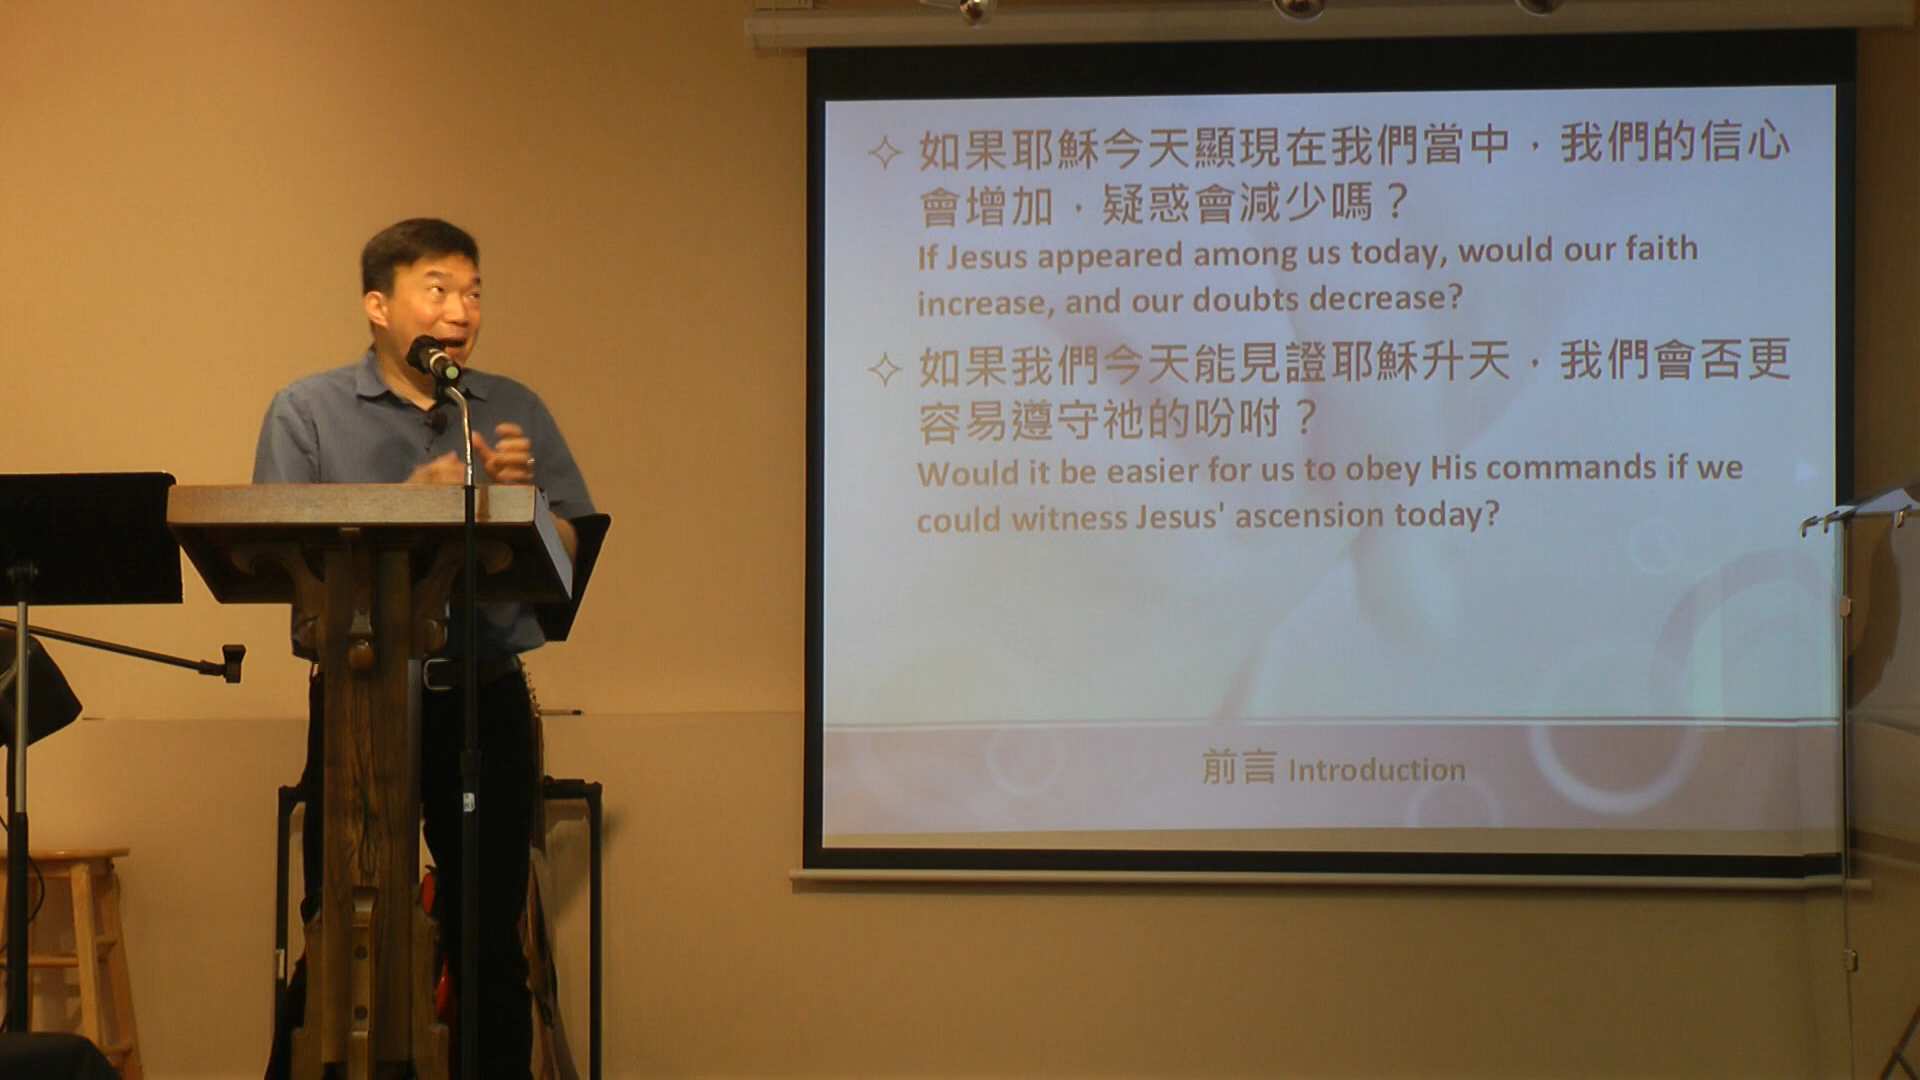 ✧ 如果耶穌今天顯現在我們當中，我們的信心
會增加，疑惑會減少嗎？
If Jesus appeared among us today, would our faith
increase, and our doubts decrease?
✧ 如果我們今天能見證耶穌升天，我們會否更
容易遵守祂的吩咐？
Would it be easier for us to obey His commands if we
could witness Jesus' ascension today?
前言 Introduction